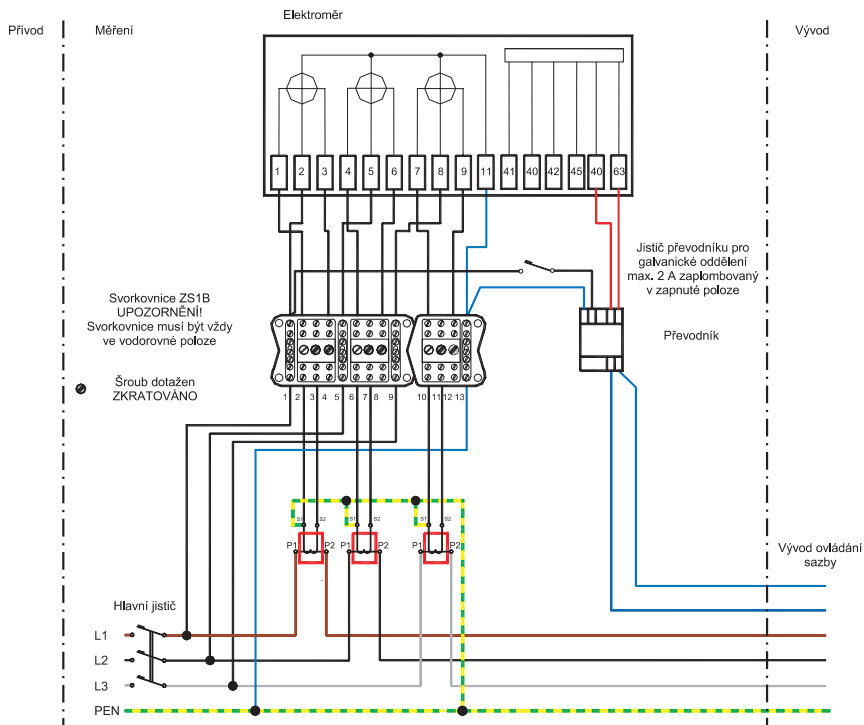 Elektroměr
Přívod
Měření
Vývod
1 2 3 4 5 6 7 8 9 11 41 40 42 45 40 63
Jistič převodníku pro
galvanické oddělení
max. 2 A zaplombovaný
v zapnuté poloze
Svorkovnice ZS1B
UPOZORNĚNÍ!
Svorkovnice musí být vždy
ve vodorovné poloze
Převodník
Šroub dotažen
ZKRATOVÁNO
1 2 3 4 5 6 7 8 9 10 11 12 13
S1 S2 S1 S2 S1 S2
P1 P2 P1 P2 P1 P2
Vývod ovládání
sazby
Hlavní jistič
L1
L2
L3
PEN